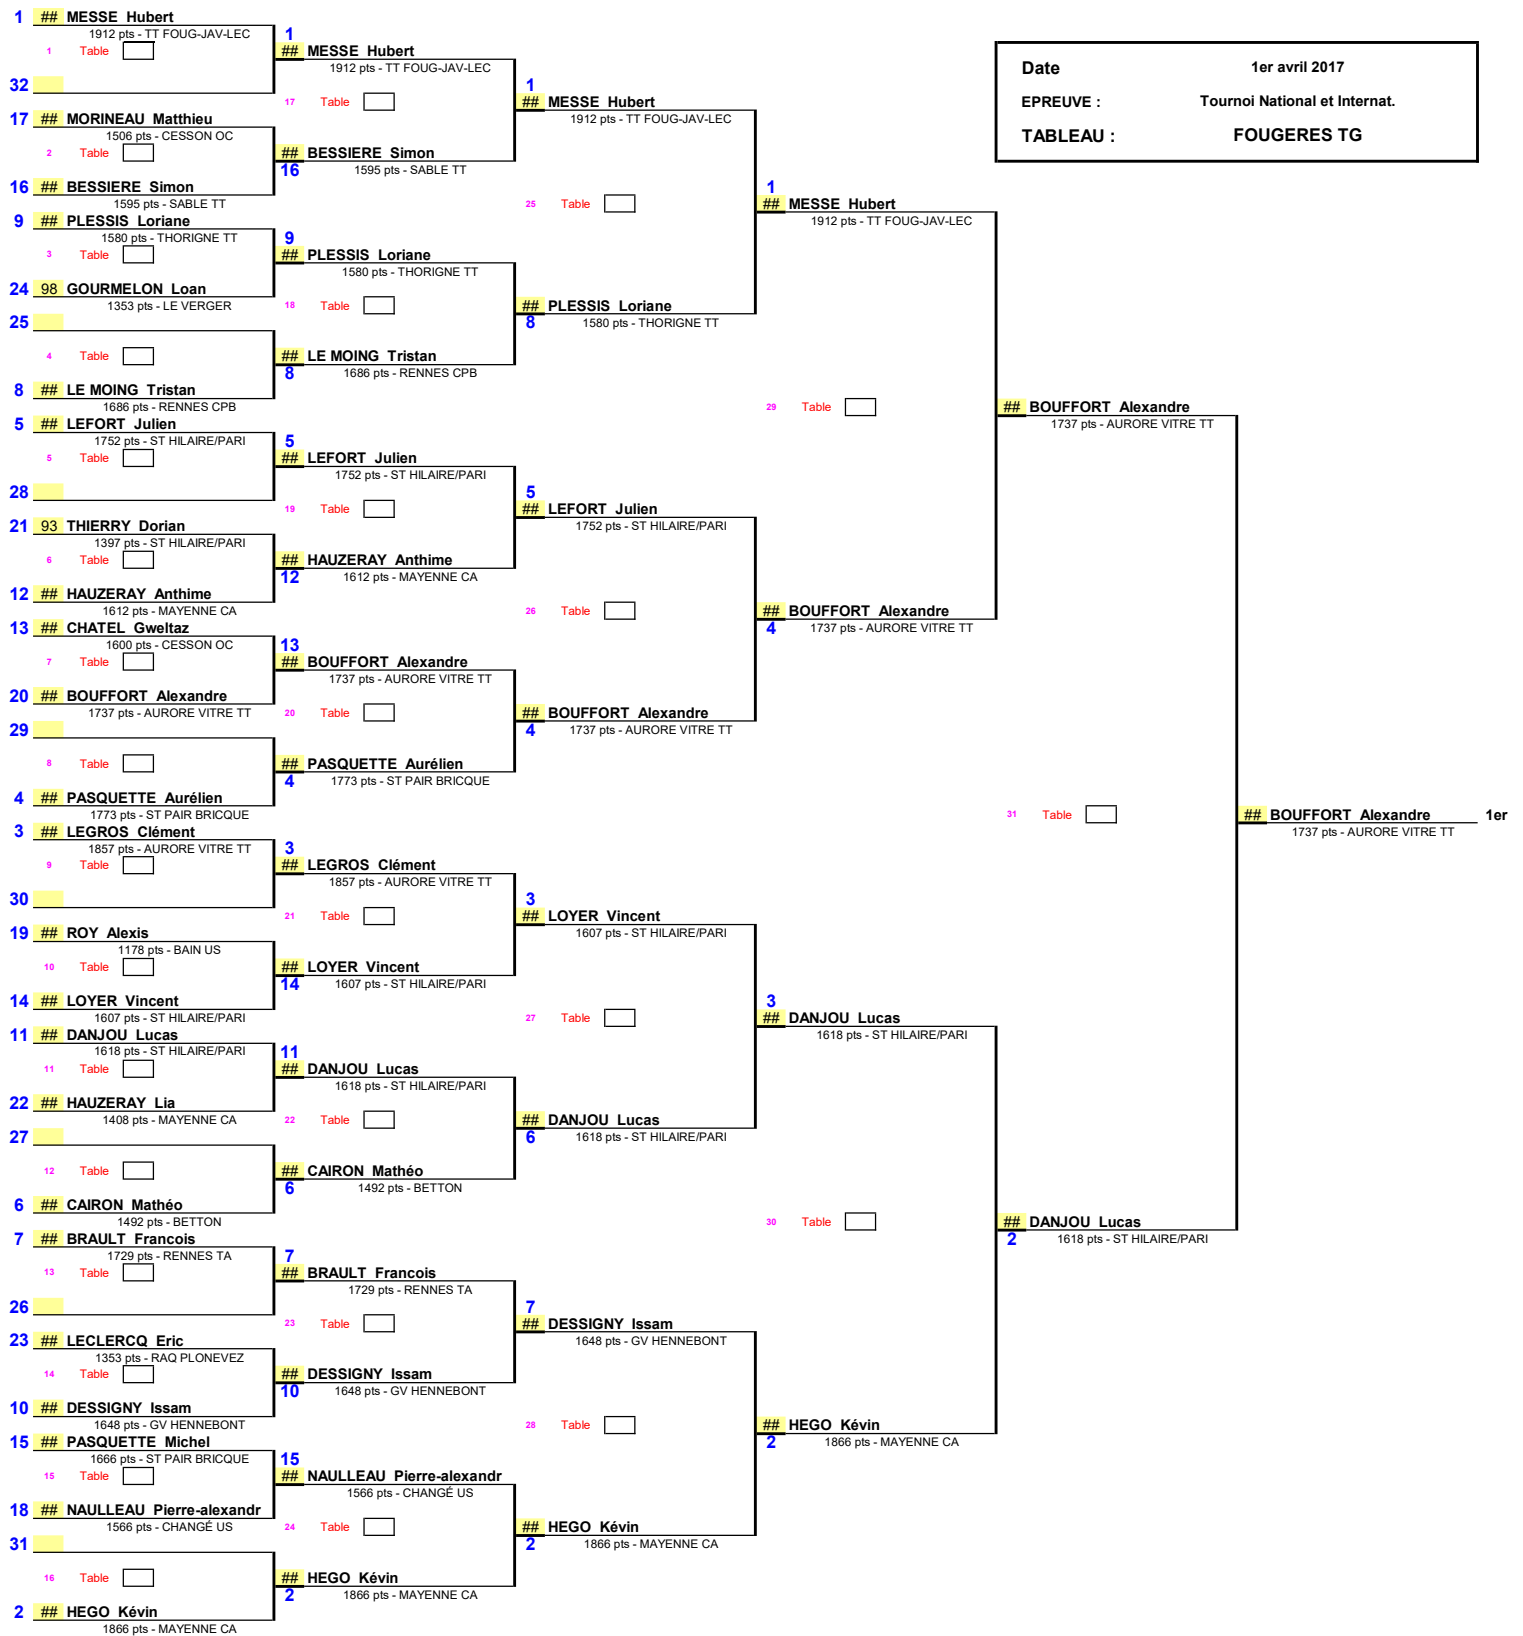 Date 1er avril 2017
EPREUVE : Tournoi National et Internat.
TABLEAU : FOUGERES TG
1 ## MESSE Hubert
1912 pts - TT FOUG-JAV-LEC
1 Table
32
17 ## MORINEAU Matthieu
1506 pts - CESSON OC
2 Table
16 ## BESSIERE Simon
1595 pts - SABLE TT
9 ## PLESSIS Loriane
1580 pts - THORIGNE TT
3 Table
24 98 GOURMELON Loan
1353 pts - LE VERGER
25
4 Table
8 ## LE MOING Tristan
1686 pts - RENNES CPB
5 ## LEFORT Julien
1752 pts - ST HILAIRE/PARI
5 Table
28
21 93 THIERRY Dorian
1397 pts - ST HILAIRE/PARI
6 Table
12 ## HAUZERAY Anthime
1612 pts - MAYENNE CA
13 ## CHATEL Gweltaz
1600 pts - CESSON OC
7 Table
20 ## BOUFFORT Alexandre
1737 pts - AURORE VITRE TT
29
8 Table
4 ## PASQUETTE Aurélien
1773 pts - ST PAIR BRICQUE
3 ## LEGROS Clément
1857 pts - AURORE VITRE TT
9 Table
30
19 ## ROY Alexis
1178 pts - BAIN US
10 Table
14 ## LOYER Vincent
1607 pts - ST HILAIRE/PARI
11 ## DANJOU Lucas
1618 pts - ST HILAIRE/PARI
11 Table
22 ## HAUZERAY Lia
1408 pts - MAYENNE CA
27
12 Table
6 ## CAIRON Mathéo
1492 pts - BETTON
7 ## BRAULT Francois
1729 pts - RENNES TA
13 Table
26
23 ## LECLERCQ Eric
1353 pts - RAQ PLONEVEZ
14 Table
10 ## DESSIGNY Issam
1648 pts - GV HENNEBONT
15 ## PASQUETTE Michel
1666 pts - ST PAIR BRICQUE
15 Table
18 ## NAULLEAU Pierre-alexandr
1566 pts - CHANGÉ US
31
16 Table
2 ## HEGO Kévin
1866 pts - MAYENNE CA
1
## MESSE Hubert
1912 pts - TT FOUG-JAV-LEC
17 Table
## BESSIERE Simon
16 1595 pts - SABLE TT
9
## PLESSIS Loriane
1580 pts - THORIGNE TT
18 Table
## LE MOING Tristan
8 1686 pts - RENNES CPB
5
## LEFORT Julien
1752 pts - ST HILAIRE/PARI
19 Table
## HAUZERAY Anthime
12 1612 pts - MAYENNE CA
13
## BOUFFORT Alexandre
1737 pts - AURORE VITRE TT
20 Table
## PASQUETTE Aurélien
4 1773 pts - ST PAIR BRICQUE
3
## LEGROS Clément
1857 pts - AURORE VITRE TT
21 Table
## LOYER Vincent
14 1607 pts - ST HILAIRE/PARI
11
## DANJOU Lucas
1618 pts - ST HILAIRE/PARI
22 Table
## CAIRON Mathéo
6 1492 pts - BETTON
7
## BRAULT Francois
1729 pts - RENNES TA
23 Table
## DESSIGNY Issam
10 1648 pts - GV HENNEBONT
15
## NAULLEAU Pierre-alexandr
1566 pts - CHANGÉ US
24 Table
## HEGO Kévin
2 1866 pts - MAYENNE CA
1
## MESSE Hubert
1912 pts - TT FOUG-JAV-LEC
25 Table
## PLESSIS Loriane
8 1580 pts - THORIGNE TT
5
## LEFORT Julien
1752 pts - ST HILAIRE/PARI
26 Table
## BOUFFORT Alexandre
4 1737 pts - AURORE VITRE TT
3
## LOYER Vincent
1607 pts - ST HILAIRE/PARI
27 Table
## DANJOU Lucas
6 1618 pts - ST HILAIRE/PARI
7
## DESSIGNY Issam
1648 pts - GV HENNEBONT
28 Table
## HEGO Kévin
2 1866 pts - MAYENNE CA
1
## MESSE Hubert
1912 pts - TT FOUG-JAV-LEC
29 Table
## BOUFFORT Alexandre
4 1737 pts - AURORE VITRE TT
3
## DANJOU Lucas
1618 pts - ST HILAIRE/PARI
30 Table
## HEGO Kévin
2 1866 pts - MAYENNE CA
## BOUFFORT Alexandre
1737 pts - AURORE VITRE TT
31 Table
## DANJOU Lucas
2 1618 pts - ST HILAIRE/PARI
## BOUFFORT Alexandre 1er
1737 pts - AURORE VITRE TT